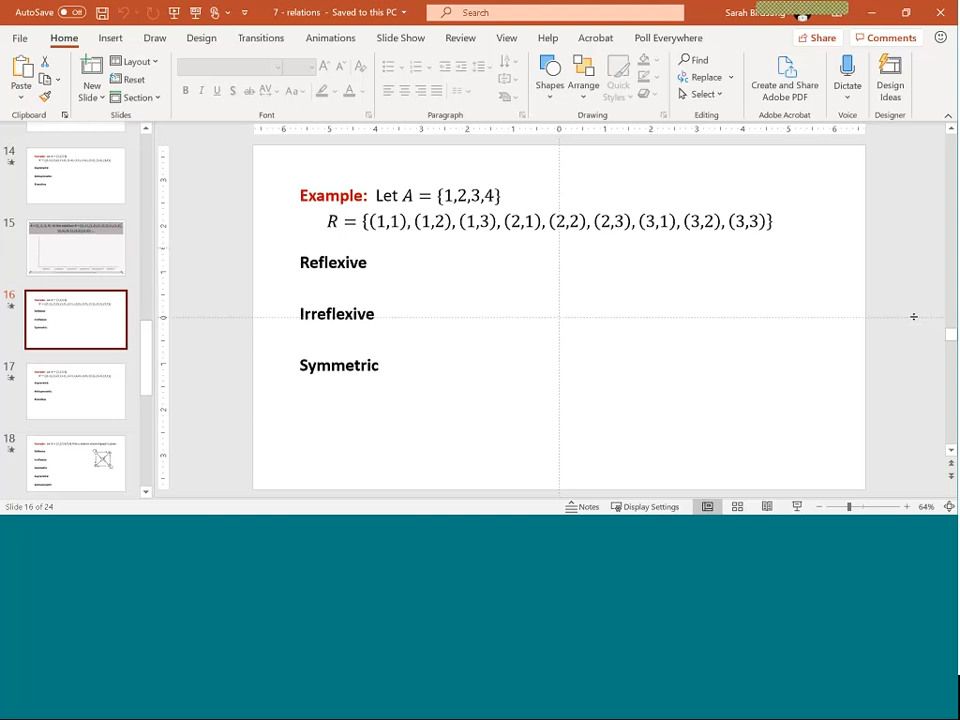 AutoSave Off 7 - relations - Saved to this PC Search Sarah
File Home Insert Draw Design Transitions Animations Slide Show Review View Help Acrobat Poll Everywhere Share Comments
Paste New Slide Layout Reset Section Shapes Arrange Quick Styles Find Replace Select Create and Share Adobe PDF Dictate Design Ideas
Clipboard Slides Font Paragraph Drawing Editing Adobe Acrobat Voice Designer
14
15
16
17
18
Example: Let A = {1,2,3,4}
R = {(1,1), (1,2), (1,3), (2,1), (2,2), (2,3), (3,1), (3,2), (3,3)}
Reflexive
Irreflexive
Symmetric
Slide 16 of 24 Notes Display Settings 64%